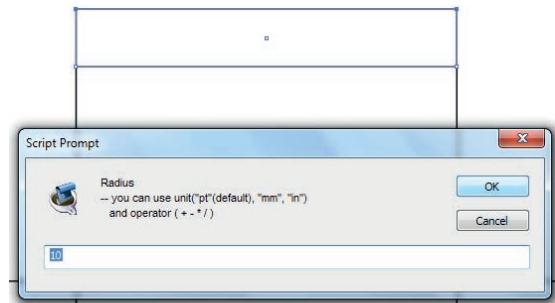 Script Prompt
Radius
-- you can use unit("pt"(default), "mm", "in")
and operator ( + - * / )
OK
Cancel
10